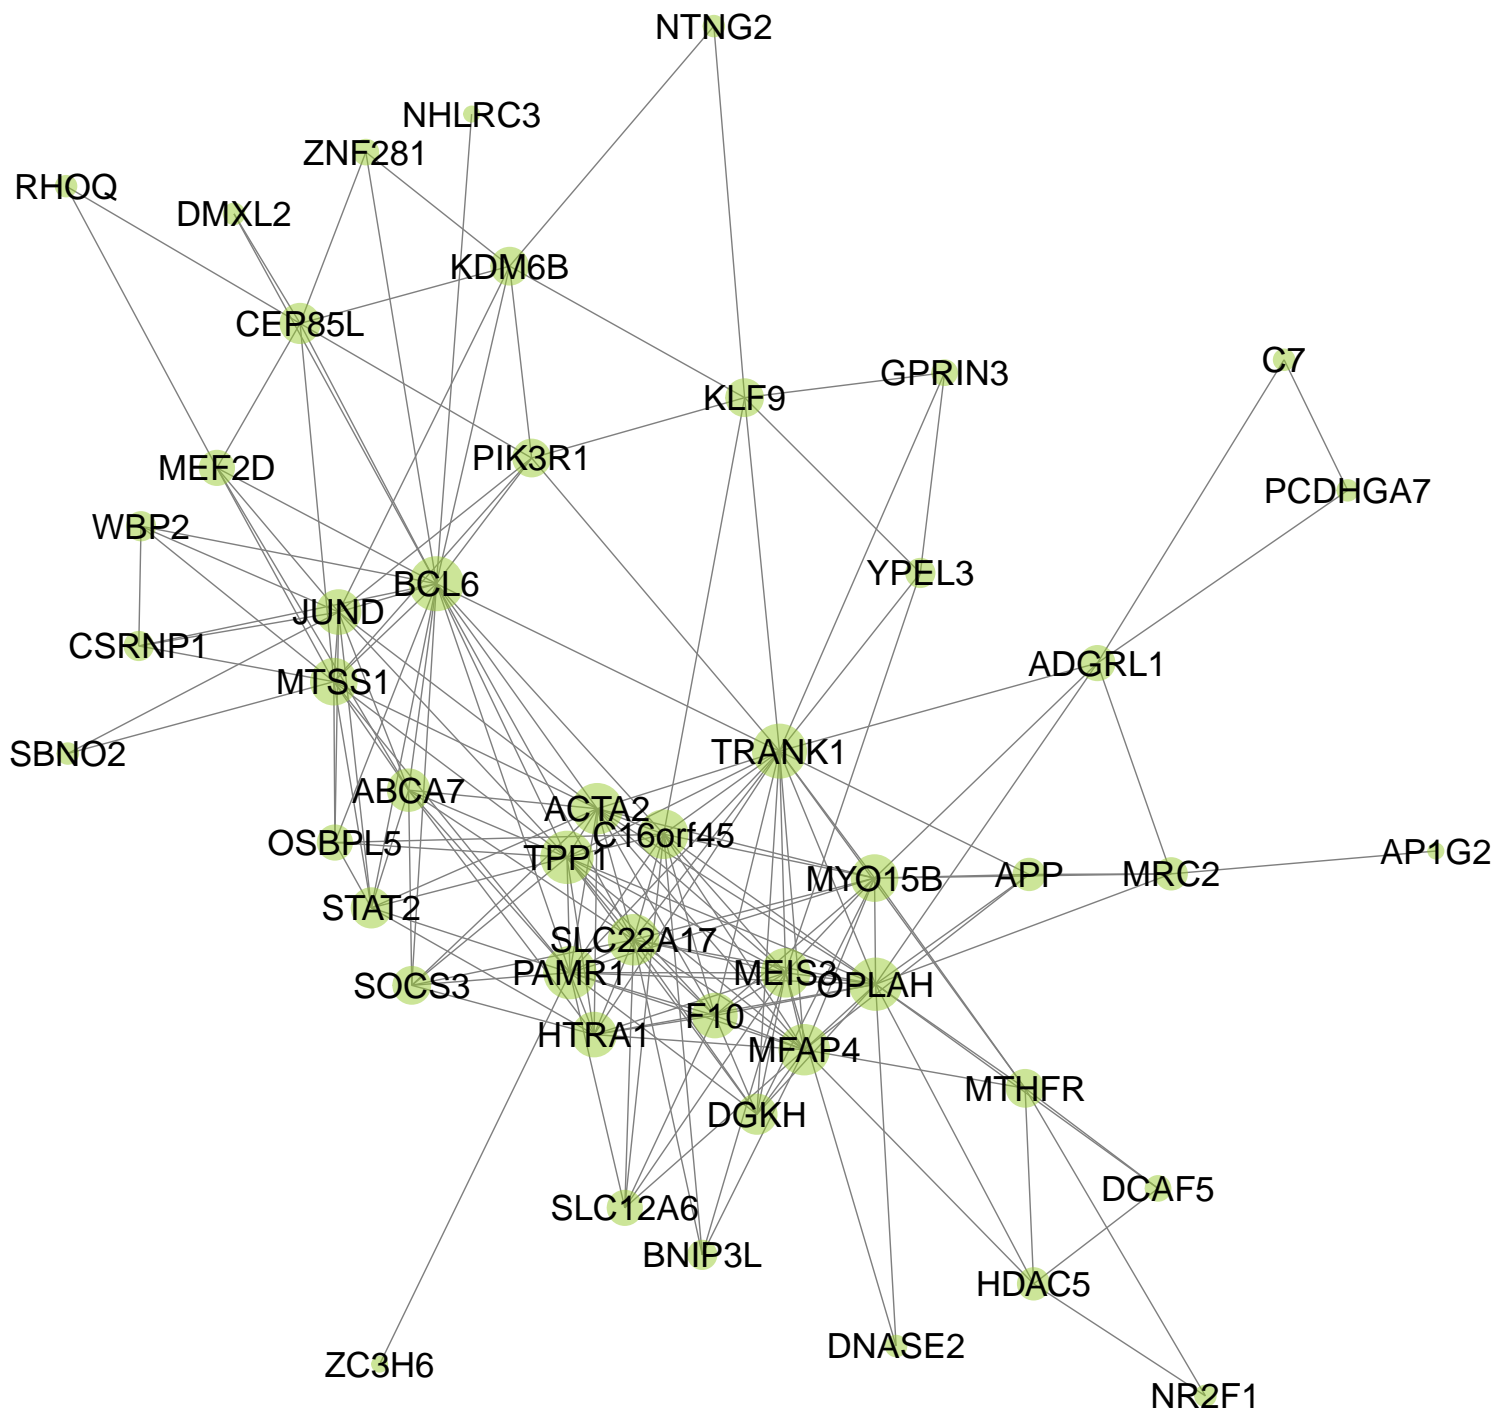 NTNG2
NHLRC3
ZNF281
RHOQ
DMXL2
KDM6B
CEP85L
C7
GPRIN3
KLF9
PIK3R1
MEF2D
PCDHGA7
WBP2
YPEL3
BCL6
JUND
CSRNP1
ADGRL1
MTSS1
SBNO2
TRANK1
ABCA7
ACTA2
C16orf45
OSBPL5
TPP1
AP1G2
MYO15B
APP
MRC2
STAT2
SLC22A17
PAMR1
MEIS3
SOCS3
OPLAH
F10
HTRA1
MFAP4
MTHFR
DGKH
DCAF5
SLC12A6
BNIP3L
HDAC5
DNASE2
ZC3H6
NR2F1